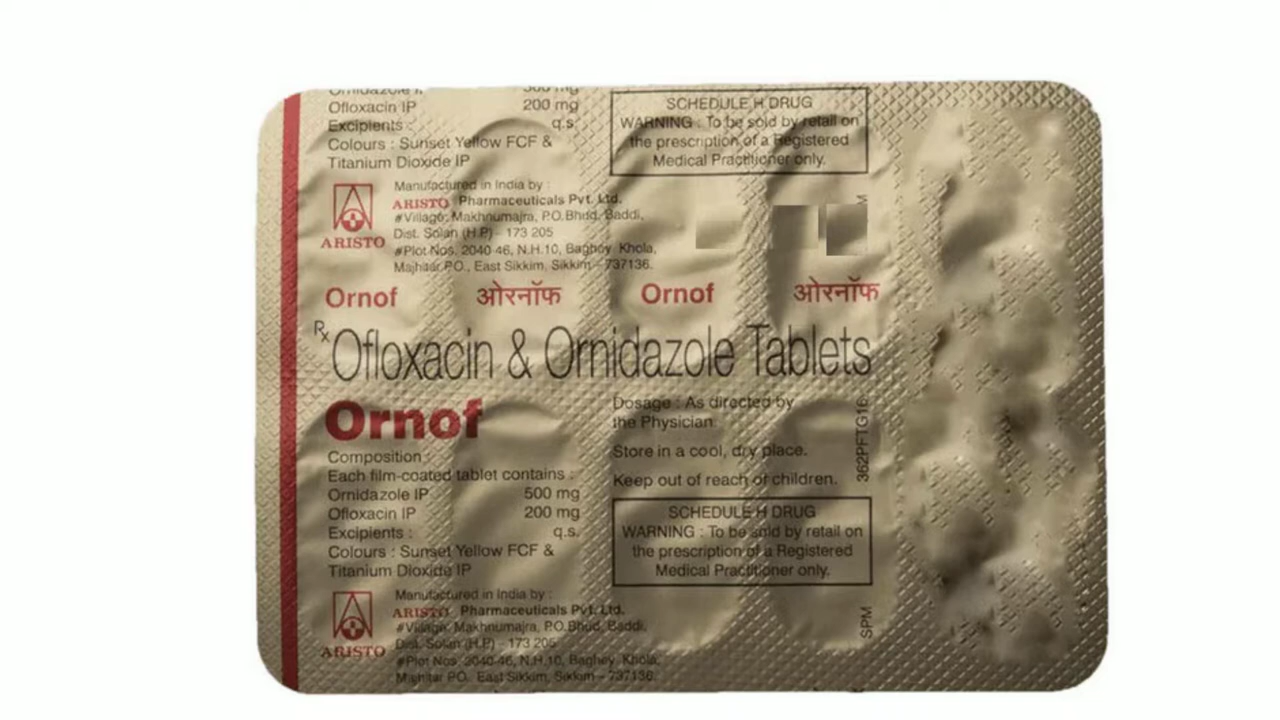 Ornidazole IP 500 mg
Ofloxacin IP 200 mg
Excipients : q.s.
Colours : Sunset Yellow FCF &
Titanium Dioxide IP
SCHEDULE H DRUG
WARNING : To be sold by retail on
the prescription of a Registered
Medical Practitioner only.
ARISTO
Manufactured in India by :
ARISTO Pharmaceuticals Pvt. Ltd.
#Village: Makhnumajra, P.O.Bhud, Baddi,
Dist. Solan (H.P) - 173 205
#Plot Nos. 2040-46, N.H.10, Baghey Khola,
Majhitar P.O., East Sikkim, Sikkim - 737136.
M
Ornof ओरनॉफ Ornof ओरनॉफ
Rx Ofloxacin & Ornidazole Tablets
Ornof
Composition
Each film-coated tablet contains :
Ornidazole IP 500 mg
Ofloxacin IP 200 mg
Excipients : q.s.
Colours : Sunset Yellow FCF &
Titanium Dioxide IP
Dosage : As directed by
the Physician.
Store in a cool, dry place.
Keep out of reach of children.
362PFTG16
SCHEDULE H DRUG
WARNING : To be sold by retail on
the prescription of a Registered
Medical Practitioner only.
ARISTO
Manufactured in India by :
ARISTO Pharmaceuticals Pvt. Ltd.
#Village: Makhnumajra, P.O.Bhud, Baddi,
Dist. Solan (H.P) - 173 205
#Plot Nos. 2040-46, N.H.10, Baghey Khola,
Majhitar P.O. East Sikkim, Sikkim - 737136.
SPM